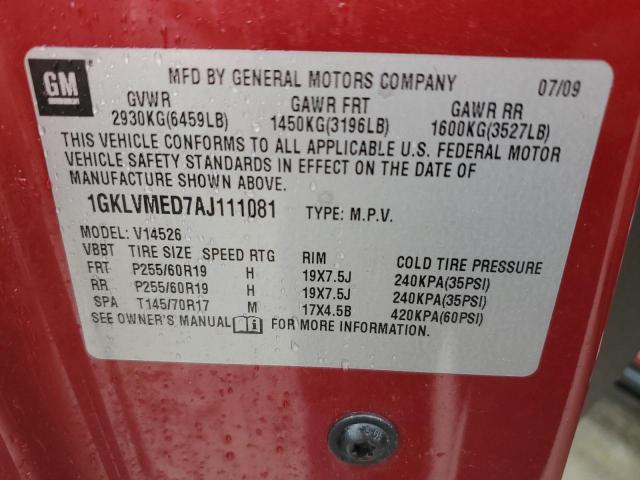 GM
MFD BY GENERAL MOTORS COMPANY 07/09
GVWR GAWR FRT GAWR RR
2930KG(6459LB) 1450KG(3196LB) 1600KG(3527LB)
THIS VEHICLE CONFORMS TO ALL APPLICABLE U.S. FEDERAL MOTOR
VEHICLE SAFETY STANDARDS IN EFFECT ON THE DATE OF
MANUFACTURE SHOWN ABOVE.
1GKLVMED7AJ111081 TYPE: M.P.V.
MODEL: V14526
VBBT TIRE SIZE SPEED RTG RIM COLD TIRE PRESSURE
FRT P255/60R19 H 19X7.5J 240KPA(35PSI)
RR P255/60R19 H 19X7.5J 240KPA(35PSI)
SPA T145/70R17 M 17X4.5B 420KPA(60PSI)
SEE OWNER'S MANUAL FOR MORE INFORMATION.